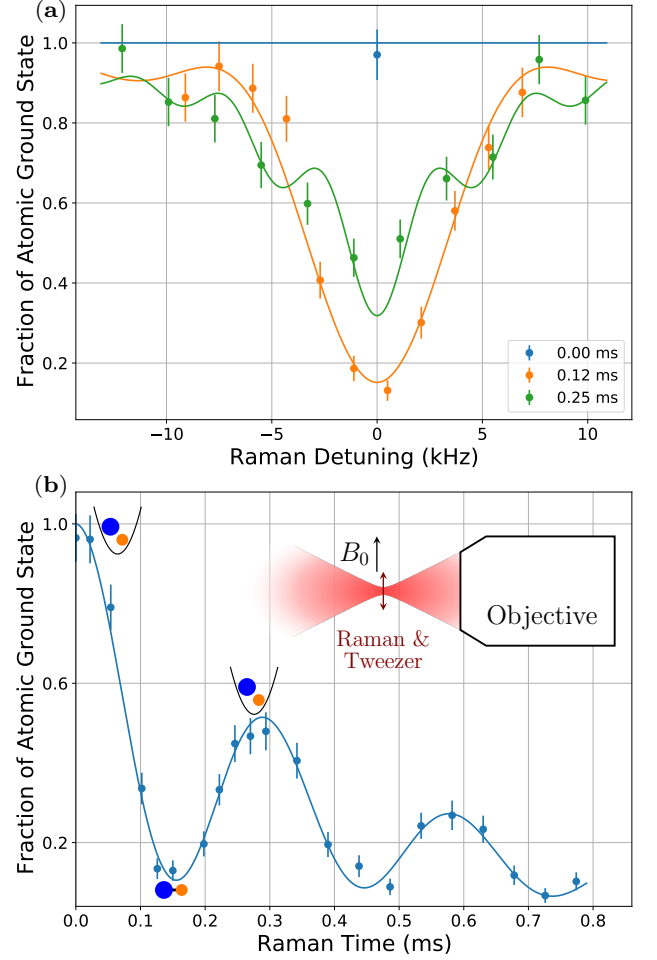 (a)
Fraction of Atomic Ground State
1.0
0.8
0.6
0.4
0.2
0.00 ms
0.12 ms
0.25 ms
−10
−5
0
5
10
Raman Detuning (kHz)
(b)
Fraction of Atomic Ground State
1.0
0.6
0.2
B₀
Objective
Raman &
Tweezer
0.0
0.1
0.2
0.3
0.4
0.5
0.6
0.7
0.8
Raman Time (ms)